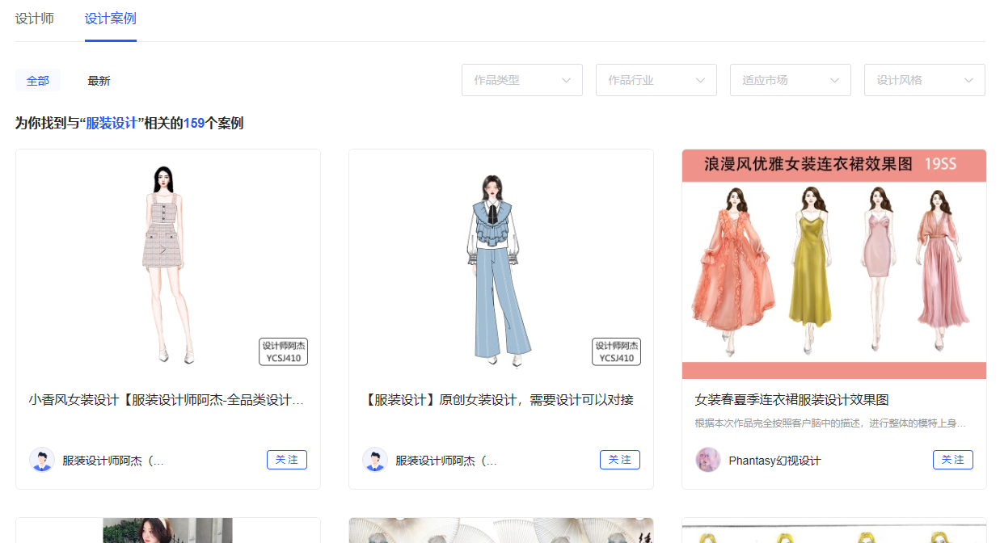 设计师
设计案例
全部
最新
作品类型
作品行业
适应市场
设计风格
为你找到与“服装设计”相关的159个案例
设计师阿杰
YCSJ410
小香风女装设计【服装设计师阿杰-全品类设计...
服装设计师阿杰（...
关注
设计师阿杰
YCSJ410
【服装设计】原创女装设计，需要设计可以对接
服装设计师阿杰（...
关注
浪漫风优雅女装连衣裙效果图 19SS
女装春夏季连衣裙服装设计效果图
根据本次作品完全按照客户脑中的描述，进行整体的模特上身...
Phantasy幻视设计
关注